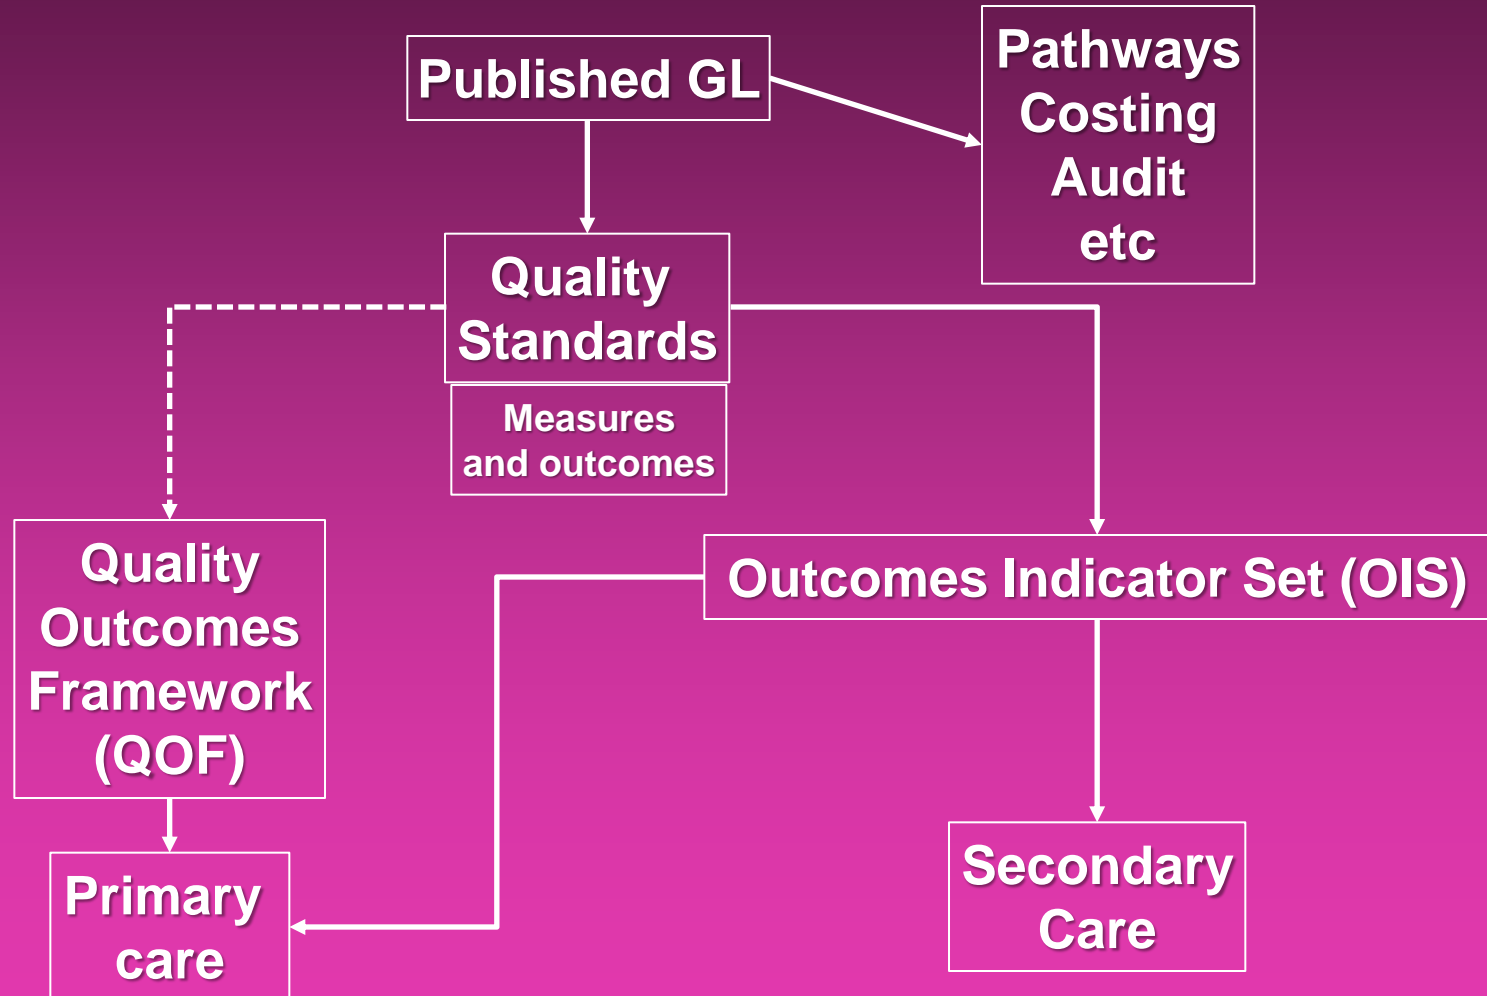 Published GL
Pathways
Costing
Audit
etc
Quality
Standards
Measures
and outcomes
Quality
Outcomes
Framework
(QOF)
Outcomes Indicator Set (OIS)
Primary
care
Secondary
Care